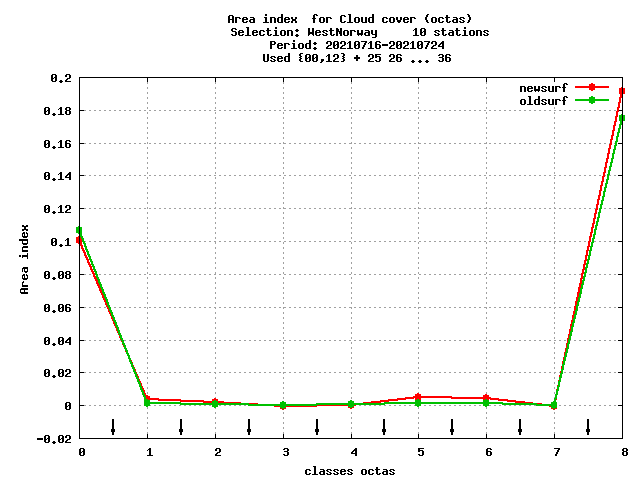 Area index  for Cloud cover (octas)
Selection: WestNorway     10 stations
Period: 20210716-20210724
Used {00,12} + 25 26 ... 36
newsurf
oldsurf
0.2
0.18
0.16
0.14
0.12
0.1
0.08
0.06
0.04
0.02
0
-0.02
Area index
0 1 2 3 4 5 6 7 8
classes octas